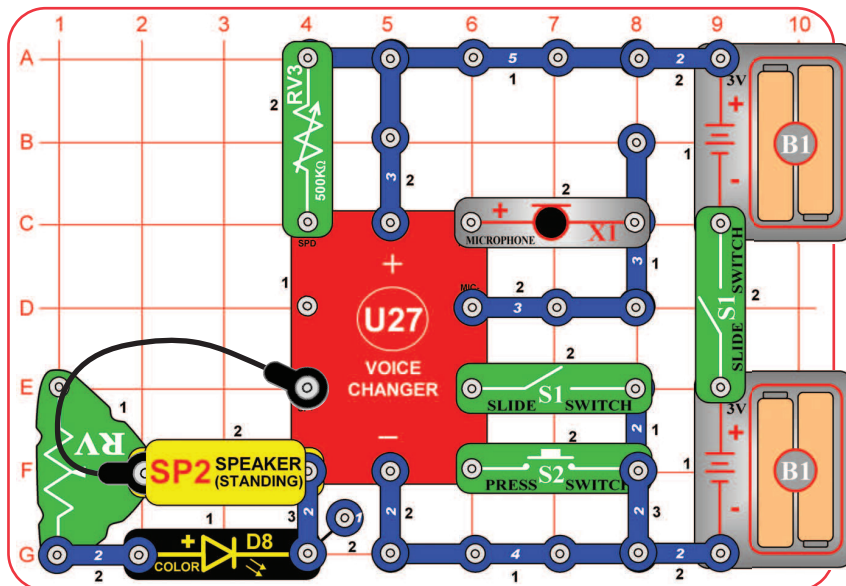 1 2 3 4 5 6 7 8 9 10
A
B
C
D
E
F
G
RV3
500KΩ
2
5
1
2
2
3V
+
-
B1
3
2
1
SPD
+
U27
VOICE
CHANGER
−
1
2
+
MICROPHONE
X1
3
1
MIC-
2
3
2
SLIDE S1 SWITCH
2
SLIDE S1 SWITCH
2
1
2
PRESS S2 SWITCH
2
3
3V
+
-
B1
1
RV
1
2
SP2 SPEAKER
(STANDING)
3
2
1
2
2
2
1
+
D8
COLOR
2
2
4
1
2
2